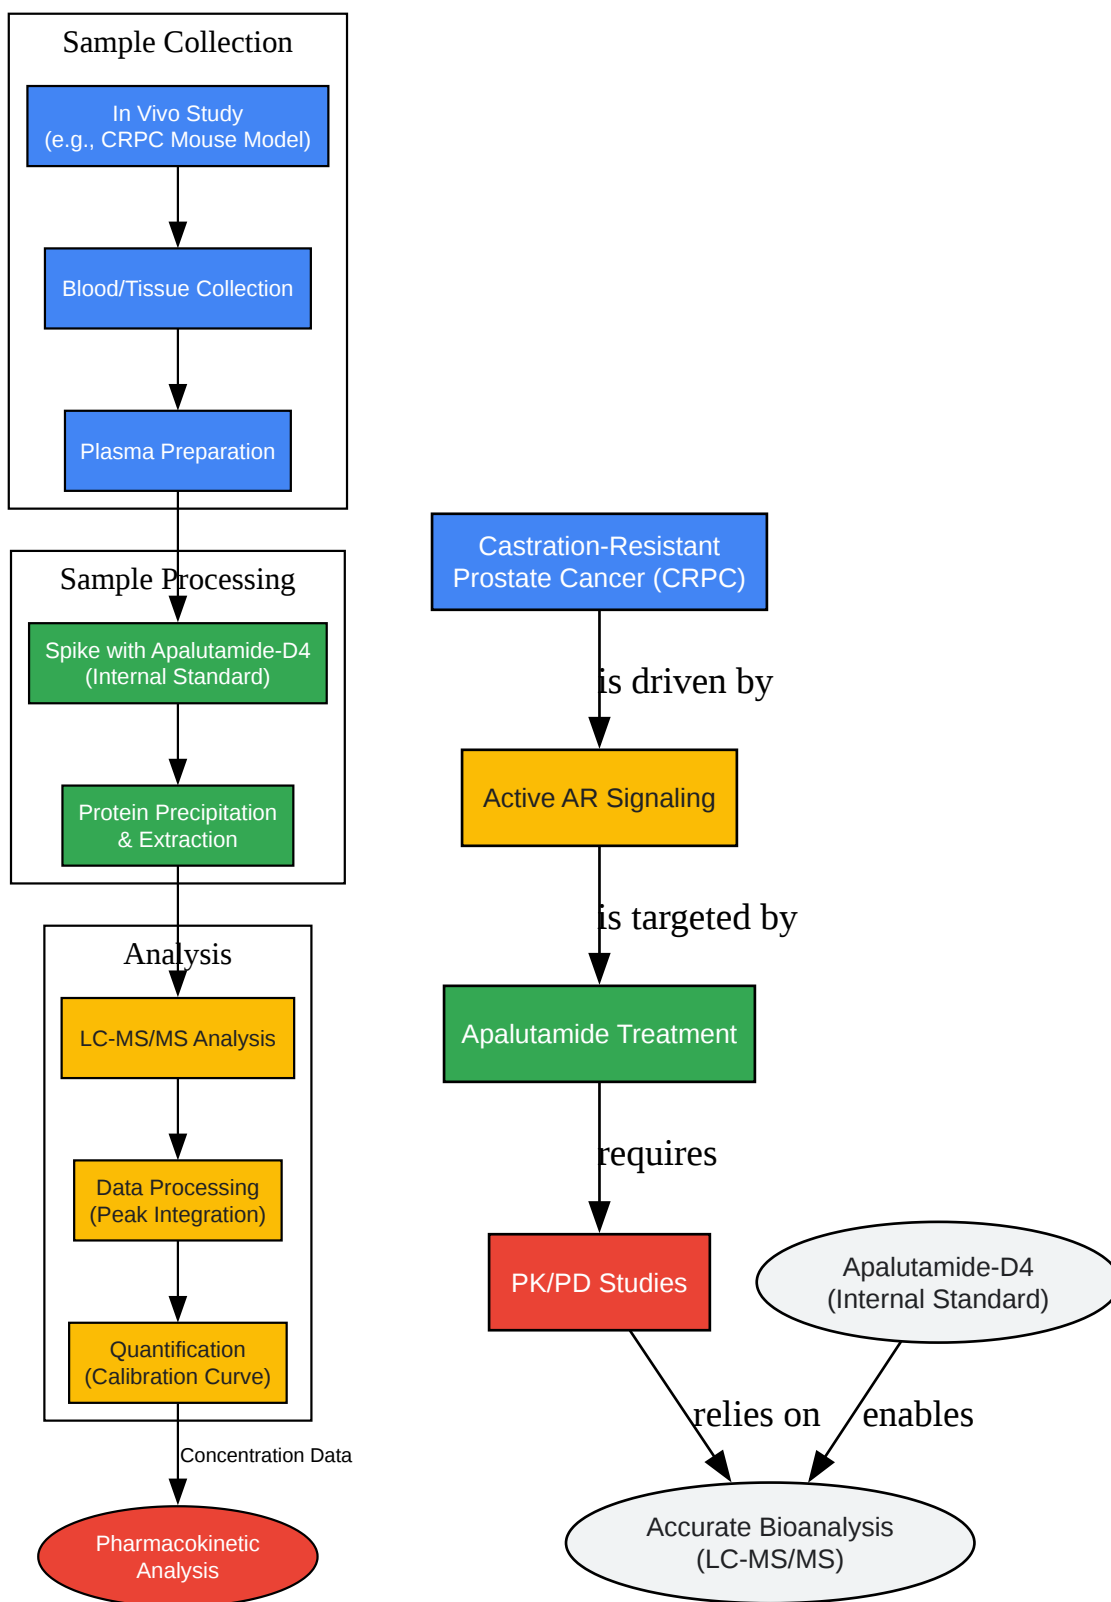 Sample Collection
In Vivo Study
(e.g., CRPC Mouse Model)
Blood/Tissue Collection
Plasma Preparation
Sample Processing
Spike with Apalutamide-D4
(Internal Standard)
Protein Precipitation
& Extraction
Analysis
LC-MS/MS Analysis
Data Processing
(Peak Integration)
Quantification
(Calibration Curve)
Concentration Data
Pharmacokinetic
Analysis
Castration-Resistant
Prostate Cancer (CRPC)
is driven by
Active AR Signaling
is targeted by
Apalutamide Treatment
requires
PK/PD Studies
Apalutamide-D4
(Internal Standard)
relies on
enables
Accurate Bioanalysis
(LC-MS/MS)